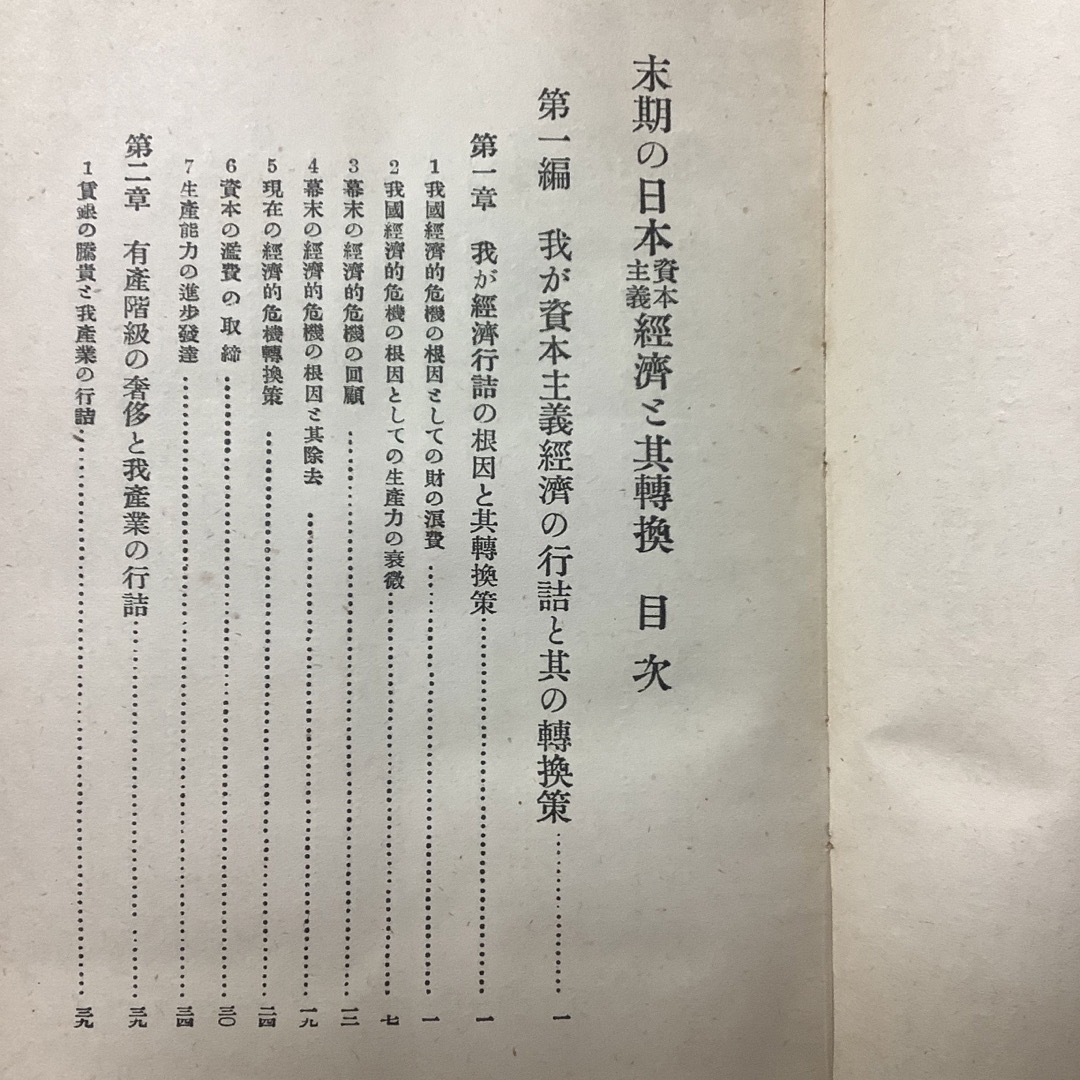 末期の日本資本主義經濟と其轉換　目次
第一編　我が資本主義經濟の行詰と其の轉換策…………一
第一章　我が經濟行詰の根因と其轉換策…………一
1 我國經濟的危機の根因としての財の浪費…………一
2 我國經濟的危機の根因としての生產力の衰微…………七
3 幕末の經濟的危機の回顧…………一二
4 幕末の經濟的危機の根因と其除去…………一九
5 現在の經濟的危機轉換策…………二四
6 資本の濫費の取締…………三〇
7 生產能力の進步發達…………三四
第二章　有產階級の奢侈と我產業の行詰…………三九
1 賃銀の騰貴と我產業の行詰…………三九